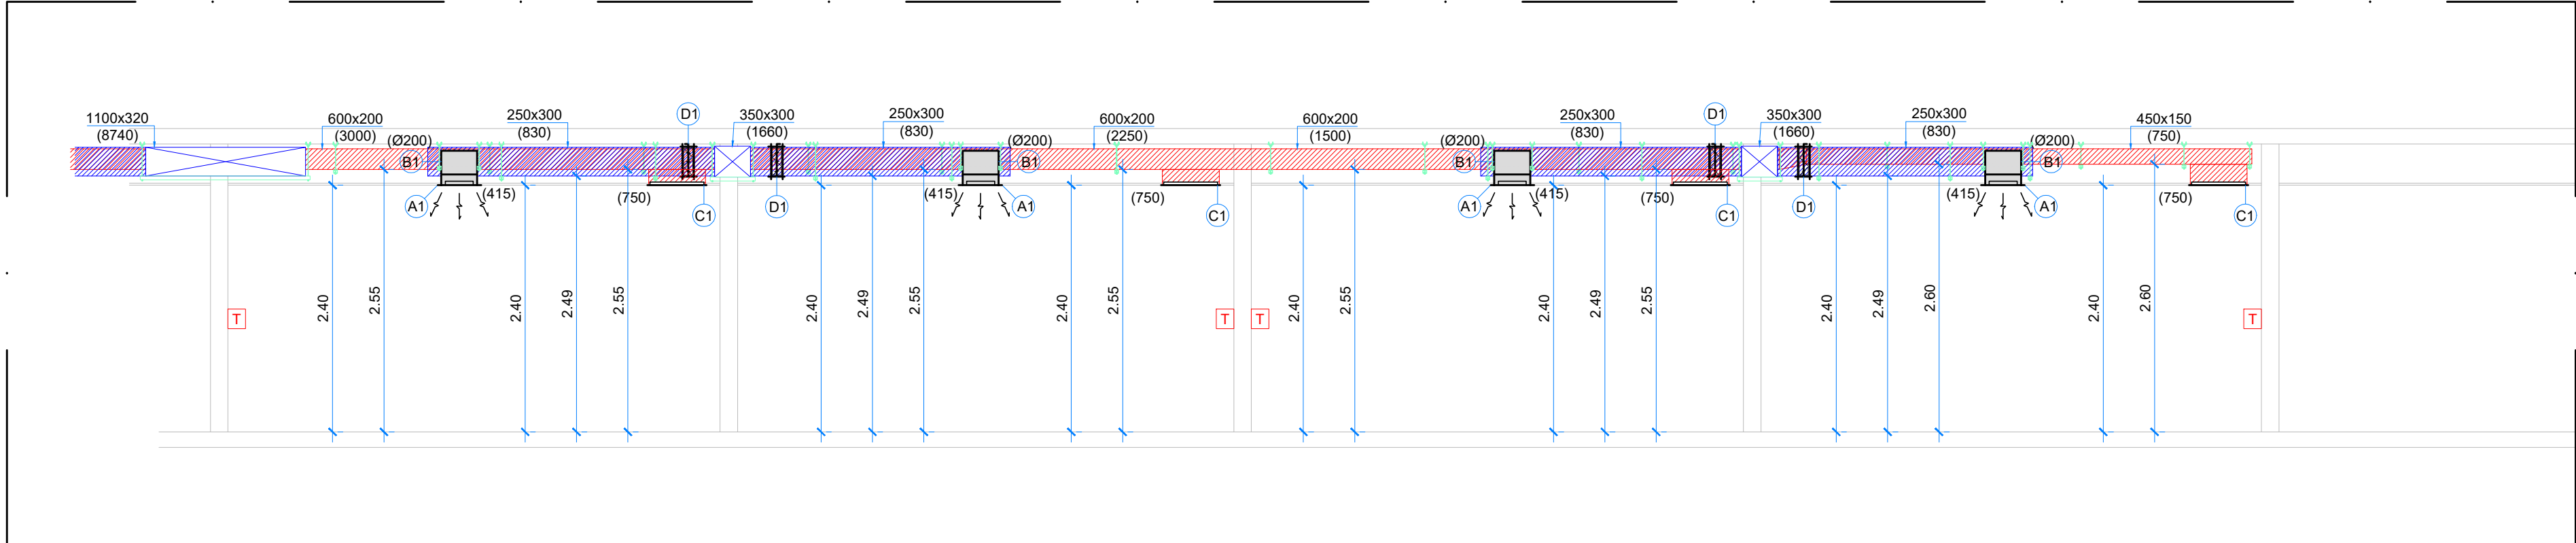 1100x320
(8740)
600x200
(3000)
(Ø200)
250x300
(830)
D1
350x300
(1660)
250x300
(830)
(Ø200)
600x200
(2250)
600x200
(1500)
(Ø200)
250x300
(830)
D1
350x300
(1660)
250x300
(830)
(Ø200)
450x150
(750)
B1
B1
B1
B1
A1
(415)
(750)
C1
D1
(415)
A1
(750)
C1
A1
(415)
(750)
C1
D1
(415)
A1
(750)
C1
2.40
2.55
2.40
2.49
2.55
2.40
2.49
2.55
2.40
2.55
2.40
2.55
2.40
2.49
2.55
2.40
2.49
2.60
2.40
2.60
T
T
T
T